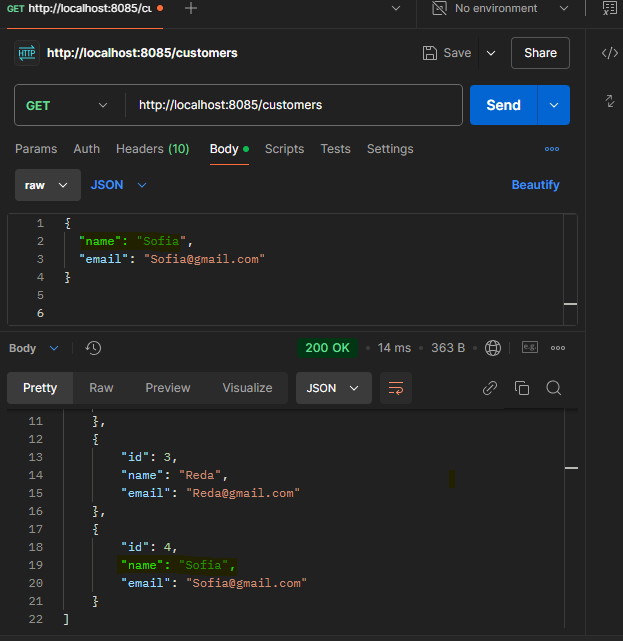 GET http://localhost:8085/cu
No environment
HTTP http://localhost:8085/customers
Save
Share
GET
http://localhost:8085/customers
Send
Params Auth Headers (10) Body Scripts Tests Settings
raw
JSON
Beautify
1 {
2 "name": "Sofia",
3 "email": "Sofia@gmail.com"
4 }
5
6
Body
200 OK • 14 ms • 363 B
e.g.
Pretty Raw Preview Visualize
JSON
11 },
12 {
13 "id": 3,
14 "name": "Reda",
15 "email": "Reda@gmail.com"
16 },
17 {
18 "id": 4,
19 "name": "Sofia",
20 "email": "Sofia@gmail.com"
21 }
22 ]